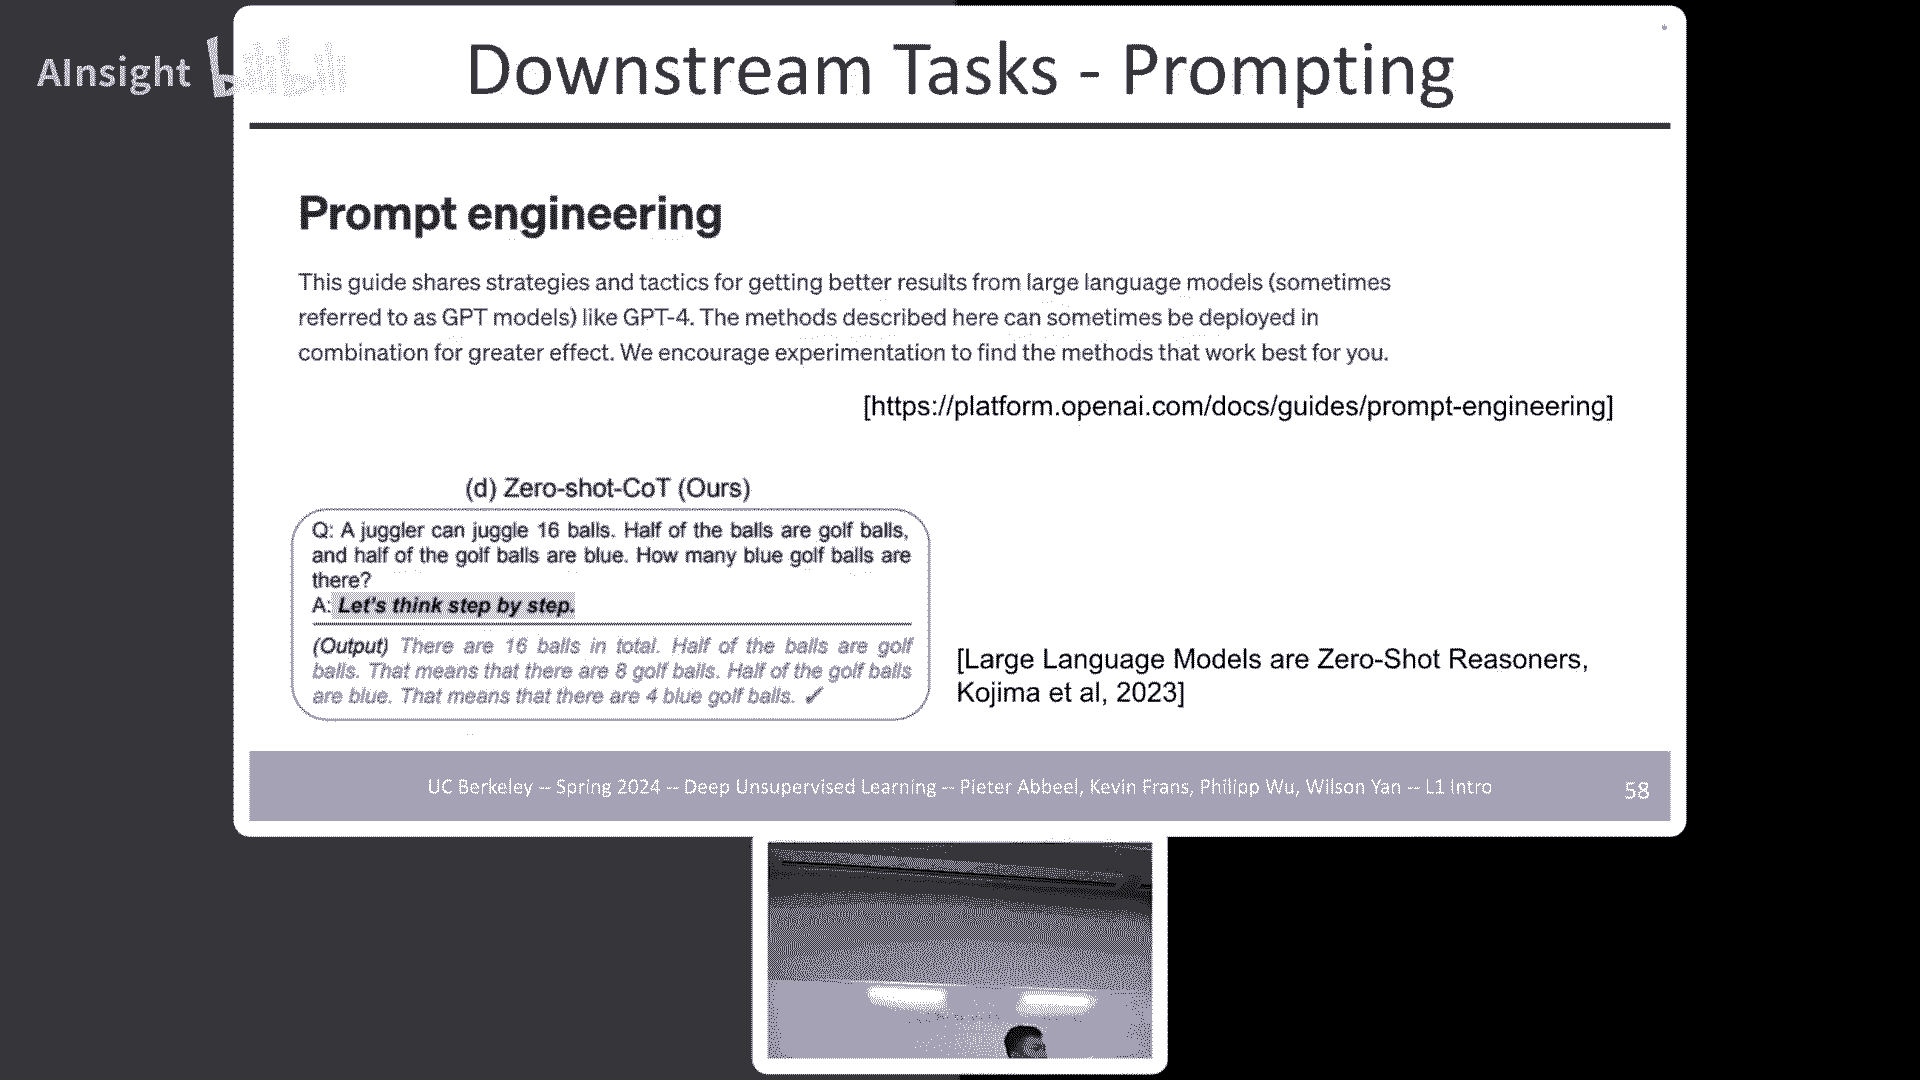 AInsight bilibili
Downstream Tasks - Prompting
Prompt engineering
This guide shares strategies and tactics for getting better results from large language models (sometimes
referred to as GPT models) like GPT-4. The methods described here can sometimes be deployed in
combination for greater effect. We encourage experimentation to find the methods that work best for you.
[https://platform.openai.com/docs/guides/prompt-engineering]
(d) Zero-shot-CoT (Ours)
Q: A juggler can juggle 16 balls. Half of the balls are golf balls,
and half of the golf balls are blue. How many blue golf balls are
there?
A: Let's think step by step.
(Output) There are 16 balls in total. Half of the balls are golf
balls. That means that there are 8 golf balls. Half of the golf balls
are blue. That means that there are 4 blue golf balls. ✓
[Large Language Models are Zero-Shot Reasoners,
Kojima et al, 2023]
UC Berkeley -- Spring 2024 -- Deep Unsupervised Learning -- Pieter Abbeel, Kevin Frans, Philipp Wu, Wilson Yan -- L1 Intro
58